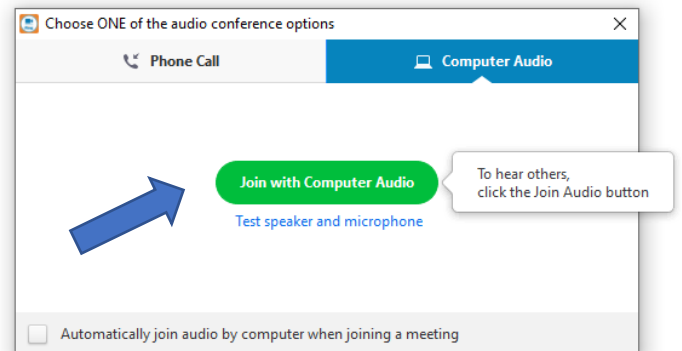 Choose ONE of the audio conference options
Phone Call
Computer Audio
Join with Computer Audio
To hear others,
click the Join Audio button
Test speaker and microphone
Automatically join audio by computer when joining a meeting